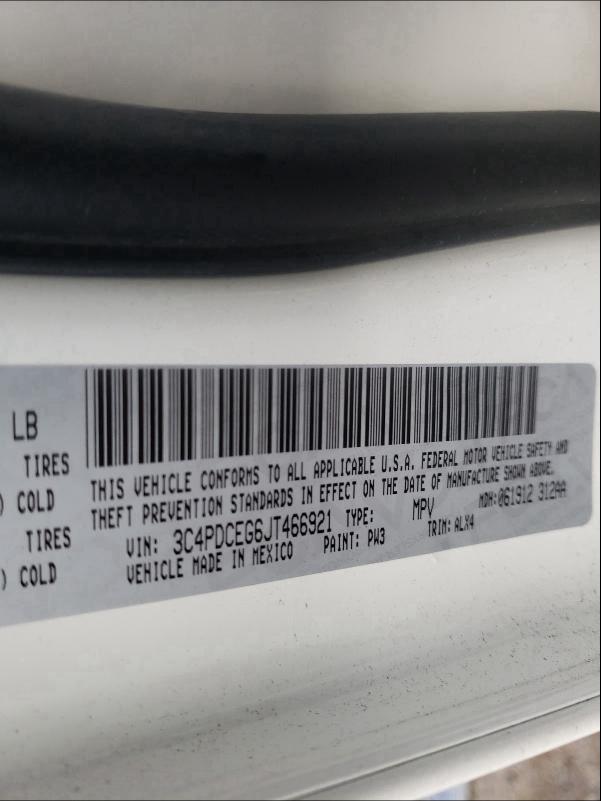 LB
TIRES
) COLD
TIRES
) COLD
THIS VEHICLE CONFORMS TO ALL APPLICABLE U.S.A. FEDERAL MOTOR VEHICLE SAFETY AND
THEFT PREVENTION STANDARDS IN EFFECT ON THE DATE OF MANUFACTURE SHOWN ABOVE.
VIN: 3C4PDCEG6JT466921 TYPE: MPV MDH: 061912 312AA
VEHICLE MADE IN MEXICO PAINT: PW3 TRIM: ALX4